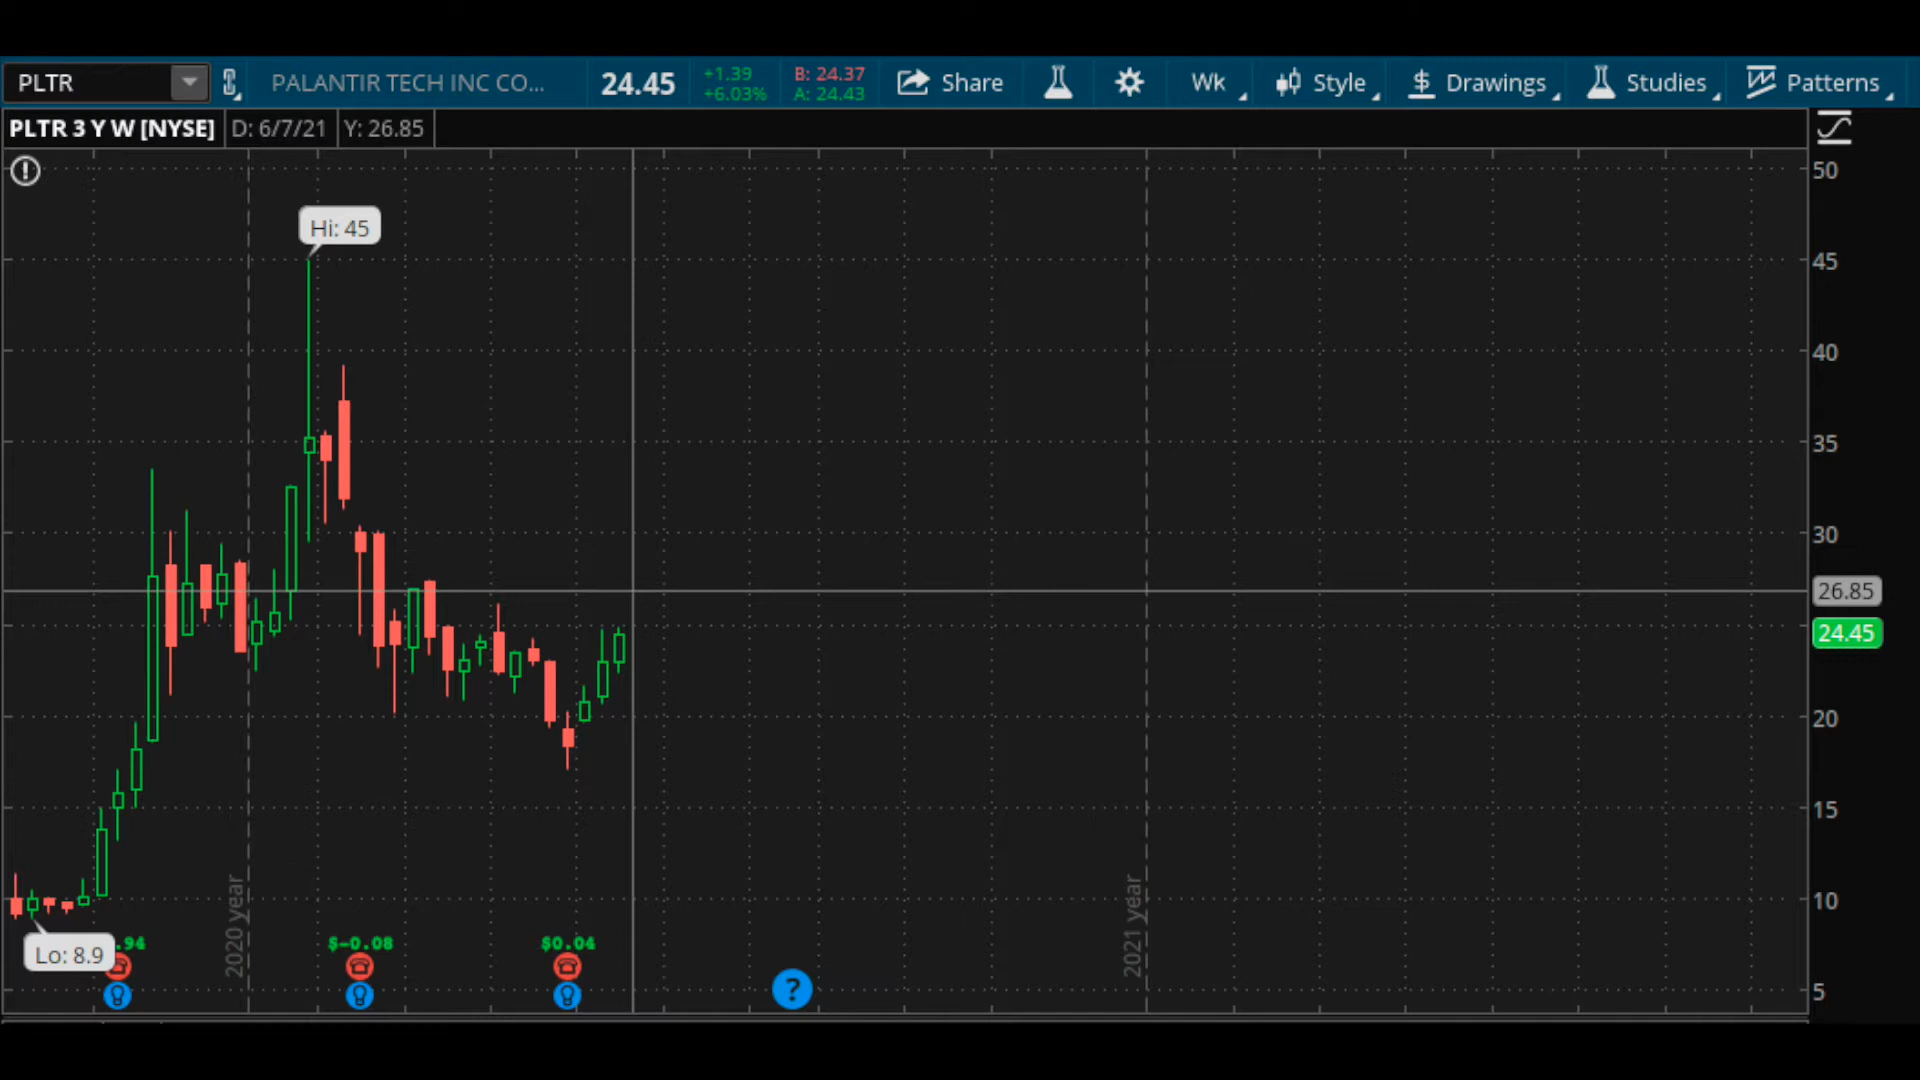 PLTR
PALANTIR TECH INC CO...
24.45
+1.39
+6.03%
B: 24.37
A: 24.43
Share
Wk
Style
$ Drawings
Studies
Patterns
PLTR 3 Y W [NYSE]
D: 6/7/21
Y: 26.85
50
Hi: 45
45
40
35
30
26.85
24.45
20
15
10
5
2020 year
2021 year
Lo: 8.9
.94
$-0.08
$0.04
?